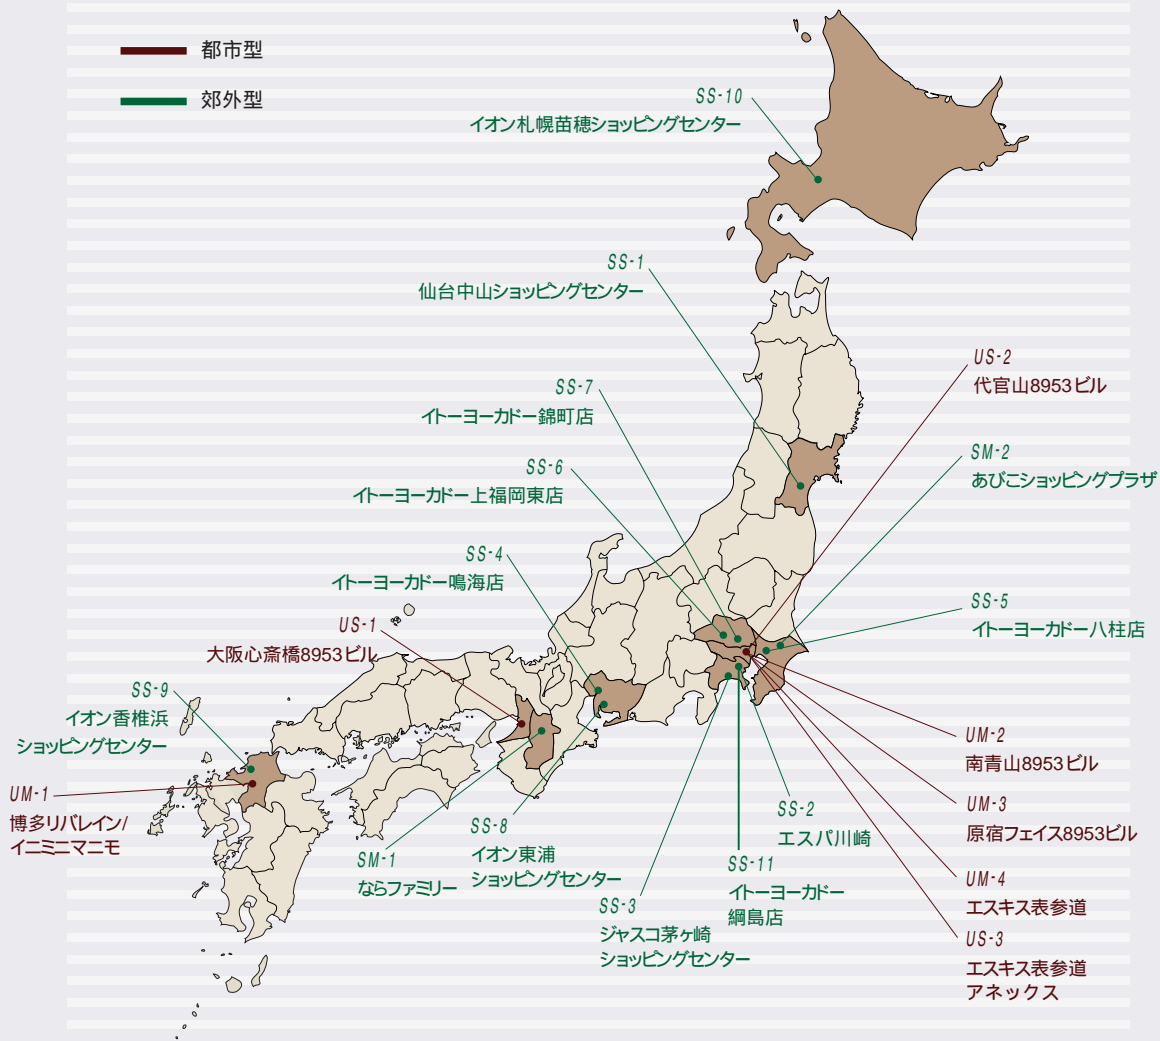 都市型
郊外型
SS-10
イオン札幌苗穂ショッピングセンター
SS-1
仙台中山ショッピングセンター
US-2
代官山8953ビル
SS-7
イトーヨーカドー錦町店
SM-2
あびこショッピングプラザ
SS-6
イトーヨーカドー上福岡東店
SS-4
イトーヨーカドー鳴海店
SS-5
イトーヨーカドー八柱店
US-1
大阪心斎橋8953ビル
SS-9
イオン香椎浜
ショッピングセンター
UM-1
博多リバレイン/
イニミニマニモ
SM-1
ならファミリー
SS-8
イオン東浦
ショッピングセンター
SS-3
ジャスコ茅ヶ崎
ショッピングセンター
SS-11
イトーヨーカドー
綱島店
SS-2
エスパ川崎
UM-2
南青山8953ビル
UM-3
原宿フェイス8953ビル
UM-4
エスキス表参道
US-3
エスキス表参道
アネックス